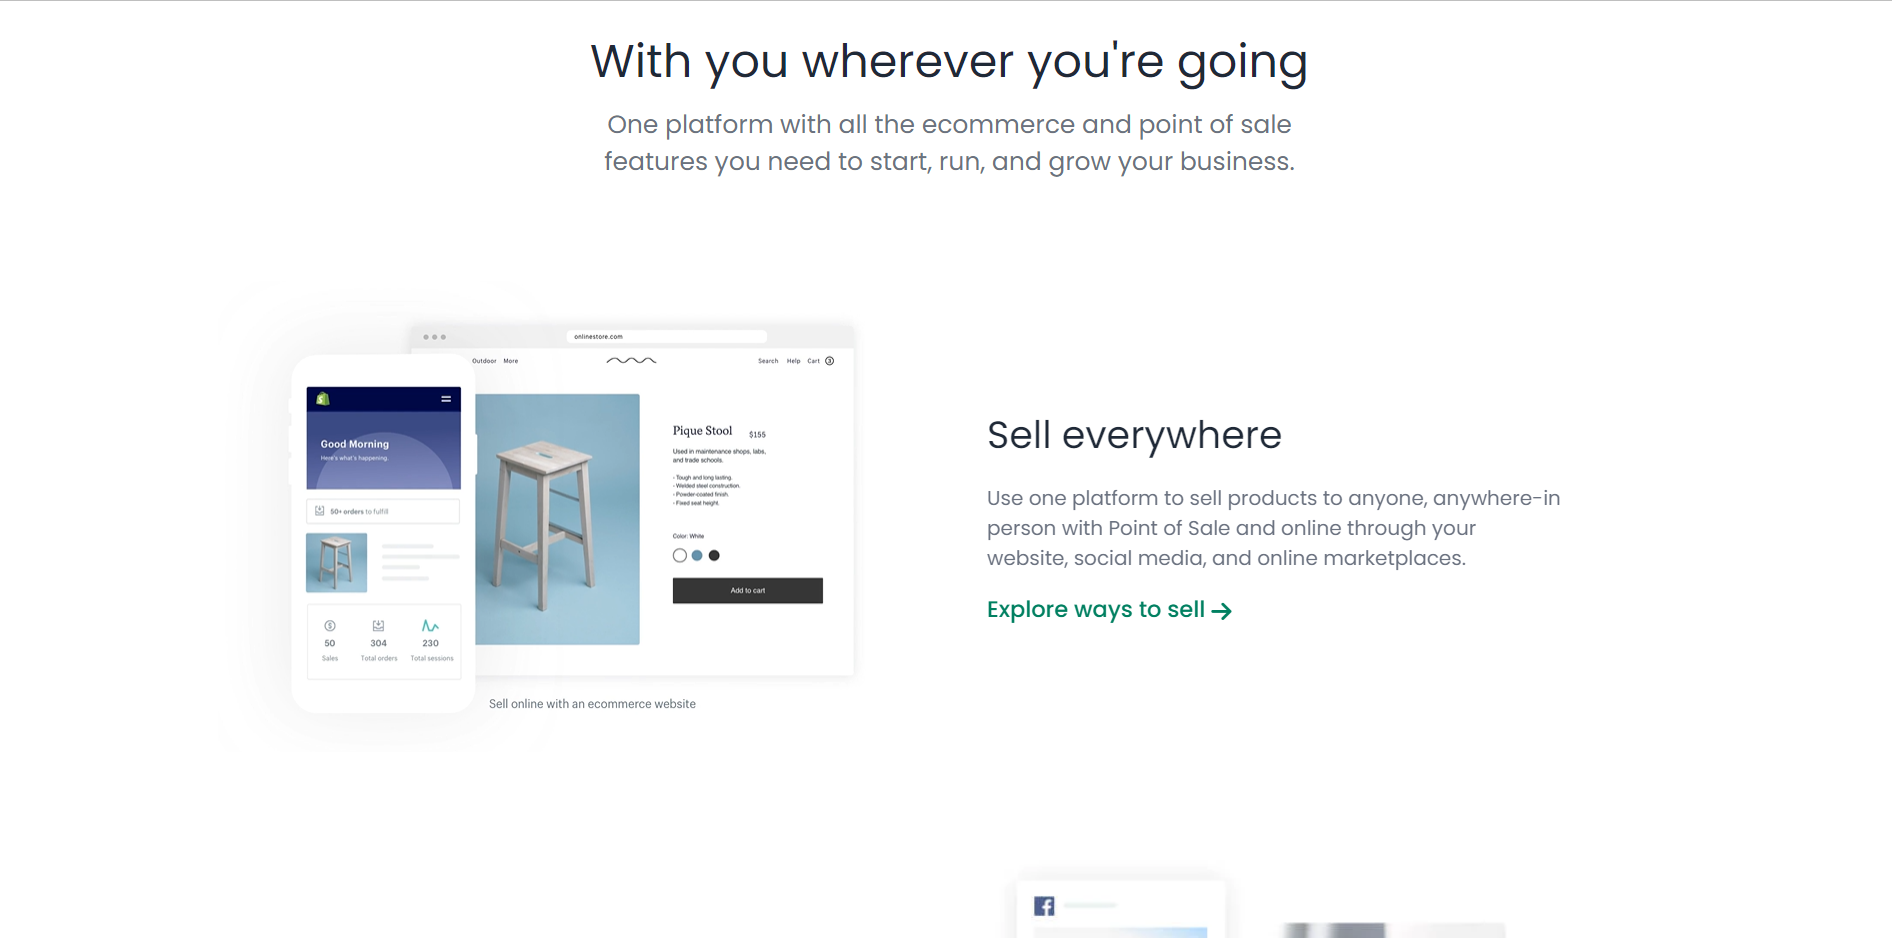 With you wherever you're going
One platform with all the ecommerce and point of sale
features you need to start, run, and grow your business.
onlinestore.com
Outdoor More
Search Help Cart 3
Good Morning
Here's what's happening.
50+ orders to fulfill
50 304 230
Sales Total orders Total sessions
Pique Stool $155
Used in maintenance shops, labs,
and trade schools.
- Tough and long lasting.
- Welded steel construction.
- Powder-coated finish.
- Fixed seat height.
Color: White
Add to cart
Sell online with an ecommerce website
Sell everywhere
Use one platform to sell products to anyone, anywhere–in
person with Point of Sale and online through your
website, social media, and online marketplaces.
Explore ways to sell